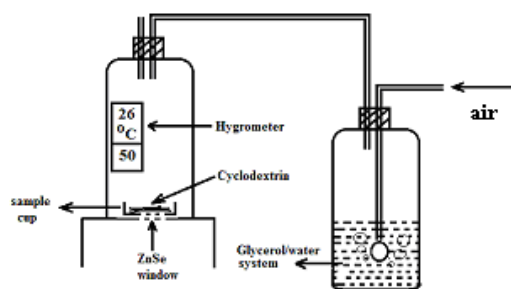 26
°C
50
Hygrometer
air
Cyclodextrin
sample
cup
ZnSe
window
Glycerol/water
system